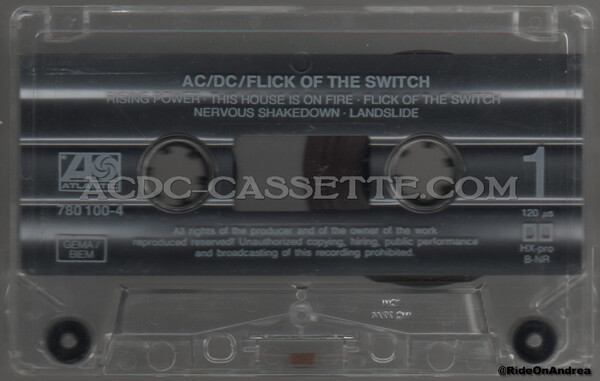 AC/DC/FLICK OF THE SWITCH
RISING POWER · THIS HOUSE IS ON FIRE · FLICK OF THE SWITCH
NERVOUS SHAKEDOWN · LANDSLIDE
ATLANTIC
1
ACDC-CASSETTE.COM
780 100-4
120 µs
All rights of the producer and of the owner of the work
reproduced reserved! Unauthorized copying, hiring, public performance
and broadcasting of this recording prohibited.
GEMA/
BIEM
HX-pro
B-NR
@RideOnAndrea